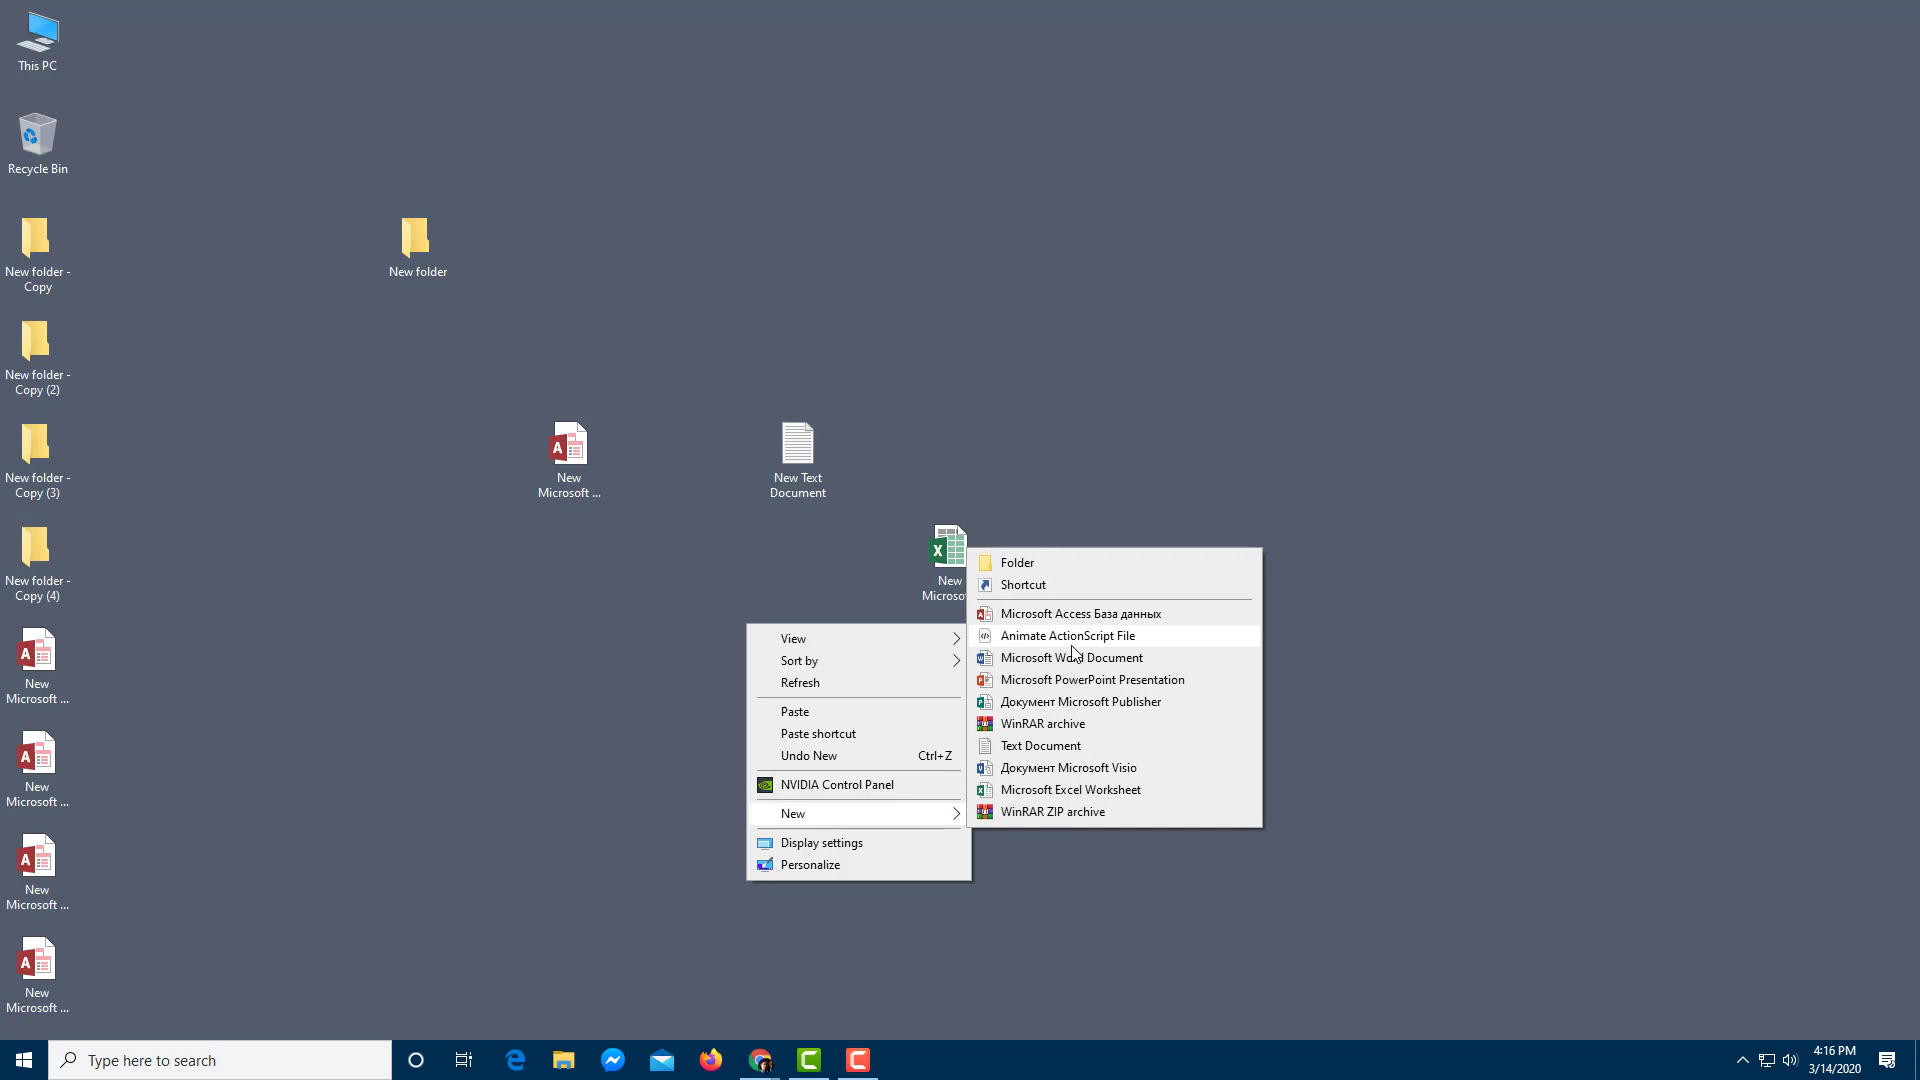 This PC
Recycle Bin
New folder -
Copy
New folder -
Copy (2)
New folder -
Copy (3)
New folder -
Copy (4)
New
Microsoft ...
New
Microsoft ...
New
Microsoft ...
New
Microsoft ...
New folder
New
Microsoft ...
New Text
Document
New
Microsof
View
Sort by
Refresh
Paste
Paste shortcut
Undo New Ctrl+Z
NVIDIA Control Panel
New
Display settings
Personalize
Folder
Shortcut
Microsoft Access База данных
Animate ActionScript File
Microsoft Word Document
Microsoft PowerPoint Presentation
Документ Microsoft Publisher
WinRAR archive
Text Document
Документ Microsoft Visio
Microsoft Excel Worksheet
WinRAR ZIP archive
Type here to search
4:16 PM
3/14/2020